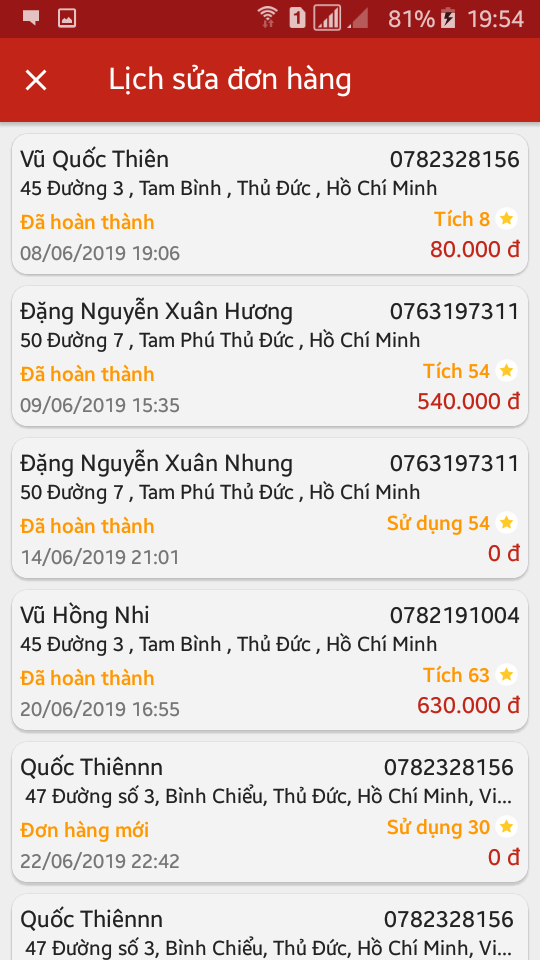 1
81%
19:54
Lịch sửa đơn hàng
Vũ Quốc Thiên 0782328156
45 Đường 3 , Tam Bình , Thủ Đức , Hồ Chí Minh
Đã hoàn thành Tích 8
08/06/2019 19:06 80.000 đ
Đặng Nguyễn Xuân Hương 0763197311
50 Đường 7 , Tam Phú Thủ Đức , Hồ Chí Minh
Đã hoàn thành Tích 54
09/06/2019 15:35 540.000 đ
Đặng Nguyễn Xuân Nhung 0763197311
50 Đường 7 , Tam Phú Thủ Đức , Hồ Chí Minh
Đã hoàn thành Sử dụng 54
14/06/2019 21:01 0 đ
Vũ Hồng Nhi 0782191004
45 Đường 3 , Tam Bình , Thủ Đức , Hồ Chí Minh
Đã hoàn thành Tích 63
20/06/2019 16:55 630.000 đ
Quốc Thiênnn 0782328156
47 Đường số 3, Bình Chiểu, Thủ Đức, Hồ Chí Minh, Vi...
Đơn hàng mới Sử dụng 30
22/06/2019 22:42 0 đ
Quốc Thiênnn 0782328156
47 Đường số 3, Bình Chiểu, Thủ Đức, Hồ Chí Minh, Vi...